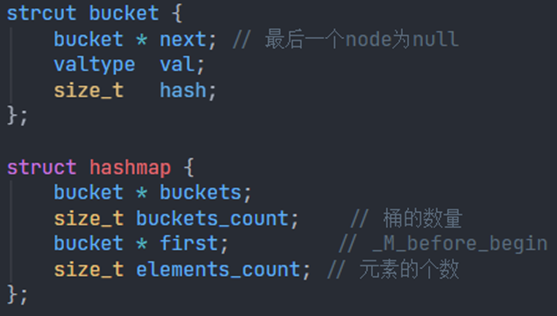 strcut bucket {
bucket * next; // 最后一个node为null
valtype val;
size_t hash;
};
struct hashmap {
bucket * buckets;
size_t buckets_count; // 桶的数量
bucket * first; // _M_before_begin
size_t elements_count; // 元素的个数
};